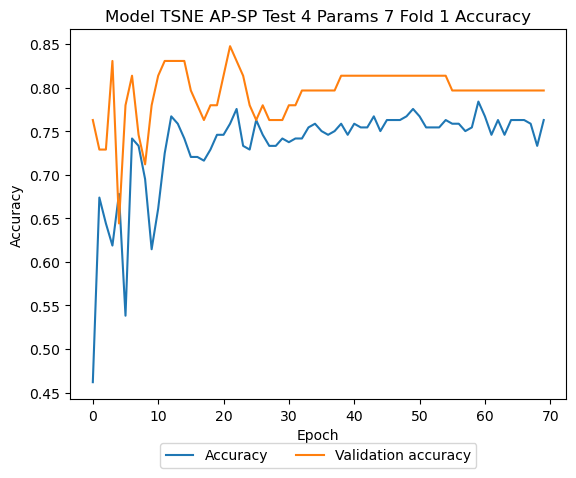 Model TSNE AP-SP Test 4 Params 7 Fold 1 Accuracy
0.85
0.80
0.75
0.70
0.65
0.60
0.55
0.50
0.45
Accuracy
0 10 20 30 40 50 60 70
Epoch
Accuracy Validation accuracy